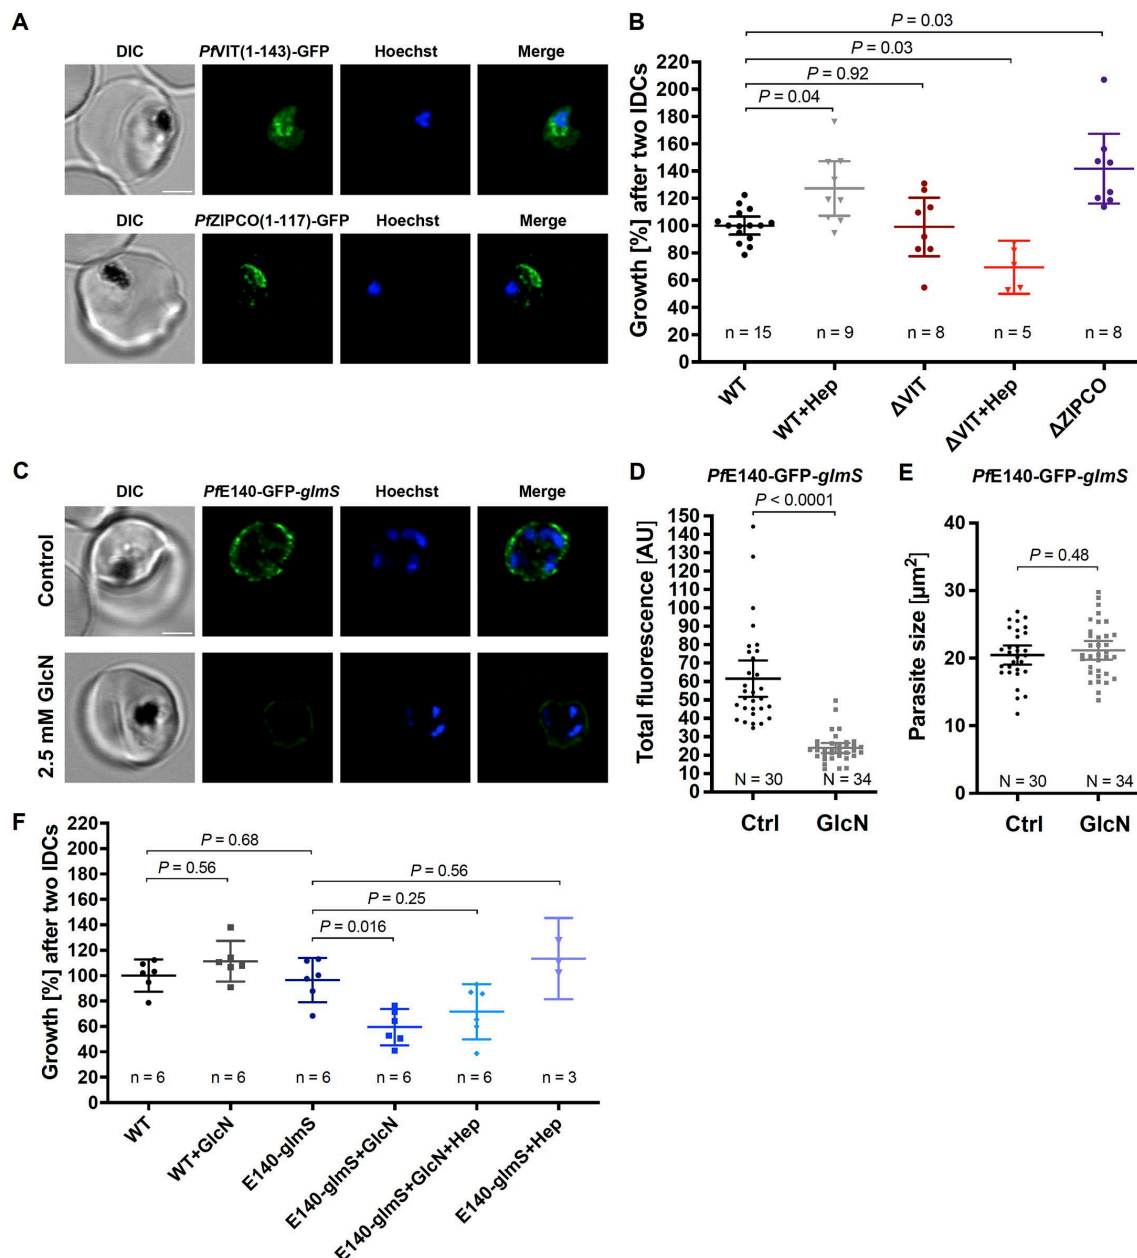 A
DIC PfVIT(1-143)-GFP Hoechst Merge
DIC PfZIPCO(1-117)-GFP Hoechst Merge
B
P = 0.03
P = 0.03
P = 0.92
P = 0.04
Growth [%] after two IDCs
220
200
180
160
140
120
100
80
60
40
20
0
n = 15 n = 9 n = 8 n = 5 n = 8
WT WT+Hep ΔVIT ΔVIT+Hep ΔZIPCO
C
DIC PfE140-GFP-glmS Hoechst Merge
Control
2.5 mM GlcN
D
PfE140-GFP-glmS
P < 0.0001
Total fluorescence [AU]
150
140
130
120
110
100
90
80
70
60
50
40
30
20
10
0
N = 30 N = 34
Ctrl GlcN
E
PfE140-GFP-glmS
P = 0.48
Parasite size [µm²]
40
30
20
10
0
N = 30 N = 34
Ctrl GlcN
F
P = 0.68
P = 0.56
P = 0.56
P = 0.25
P = 0.016
Growth [%] after two IDCs
220
200
180
160
140
120
100
80
60
40
20
0
n = 6 n = 6 n = 6 n = 6 n = 6 n = 3
WT WT+GlcN E140-glmS E140-glmS+GlcN E140-glmS+GlcN+Hep E140-glmS+Hep